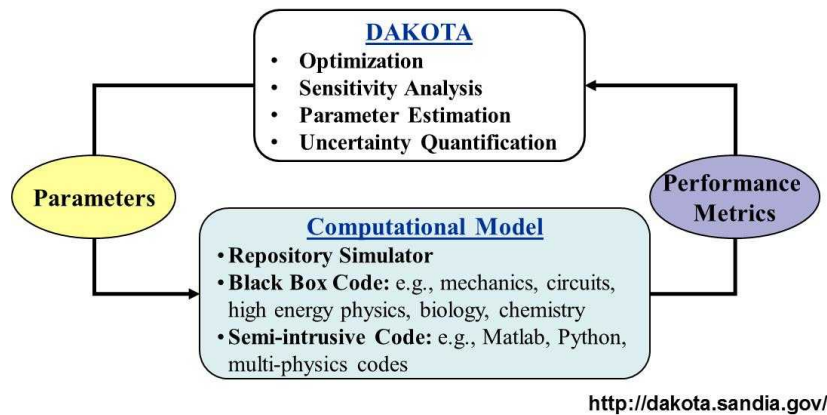 DAKOTA
• Optimization
• Sensitivity Analysis
• Parameter Estimation
• Uncertainty Quantification
Parameters
Performance
Metrics
Computational Model
• Repository Simulator
• Black Box Code: e.g., mechanics, circuits,
high energy physics, biology, chemistry
• Semi-intrusive Code: e.g., Matlab, Python,
multi-physics codes
http://dakota.sandia.gov/